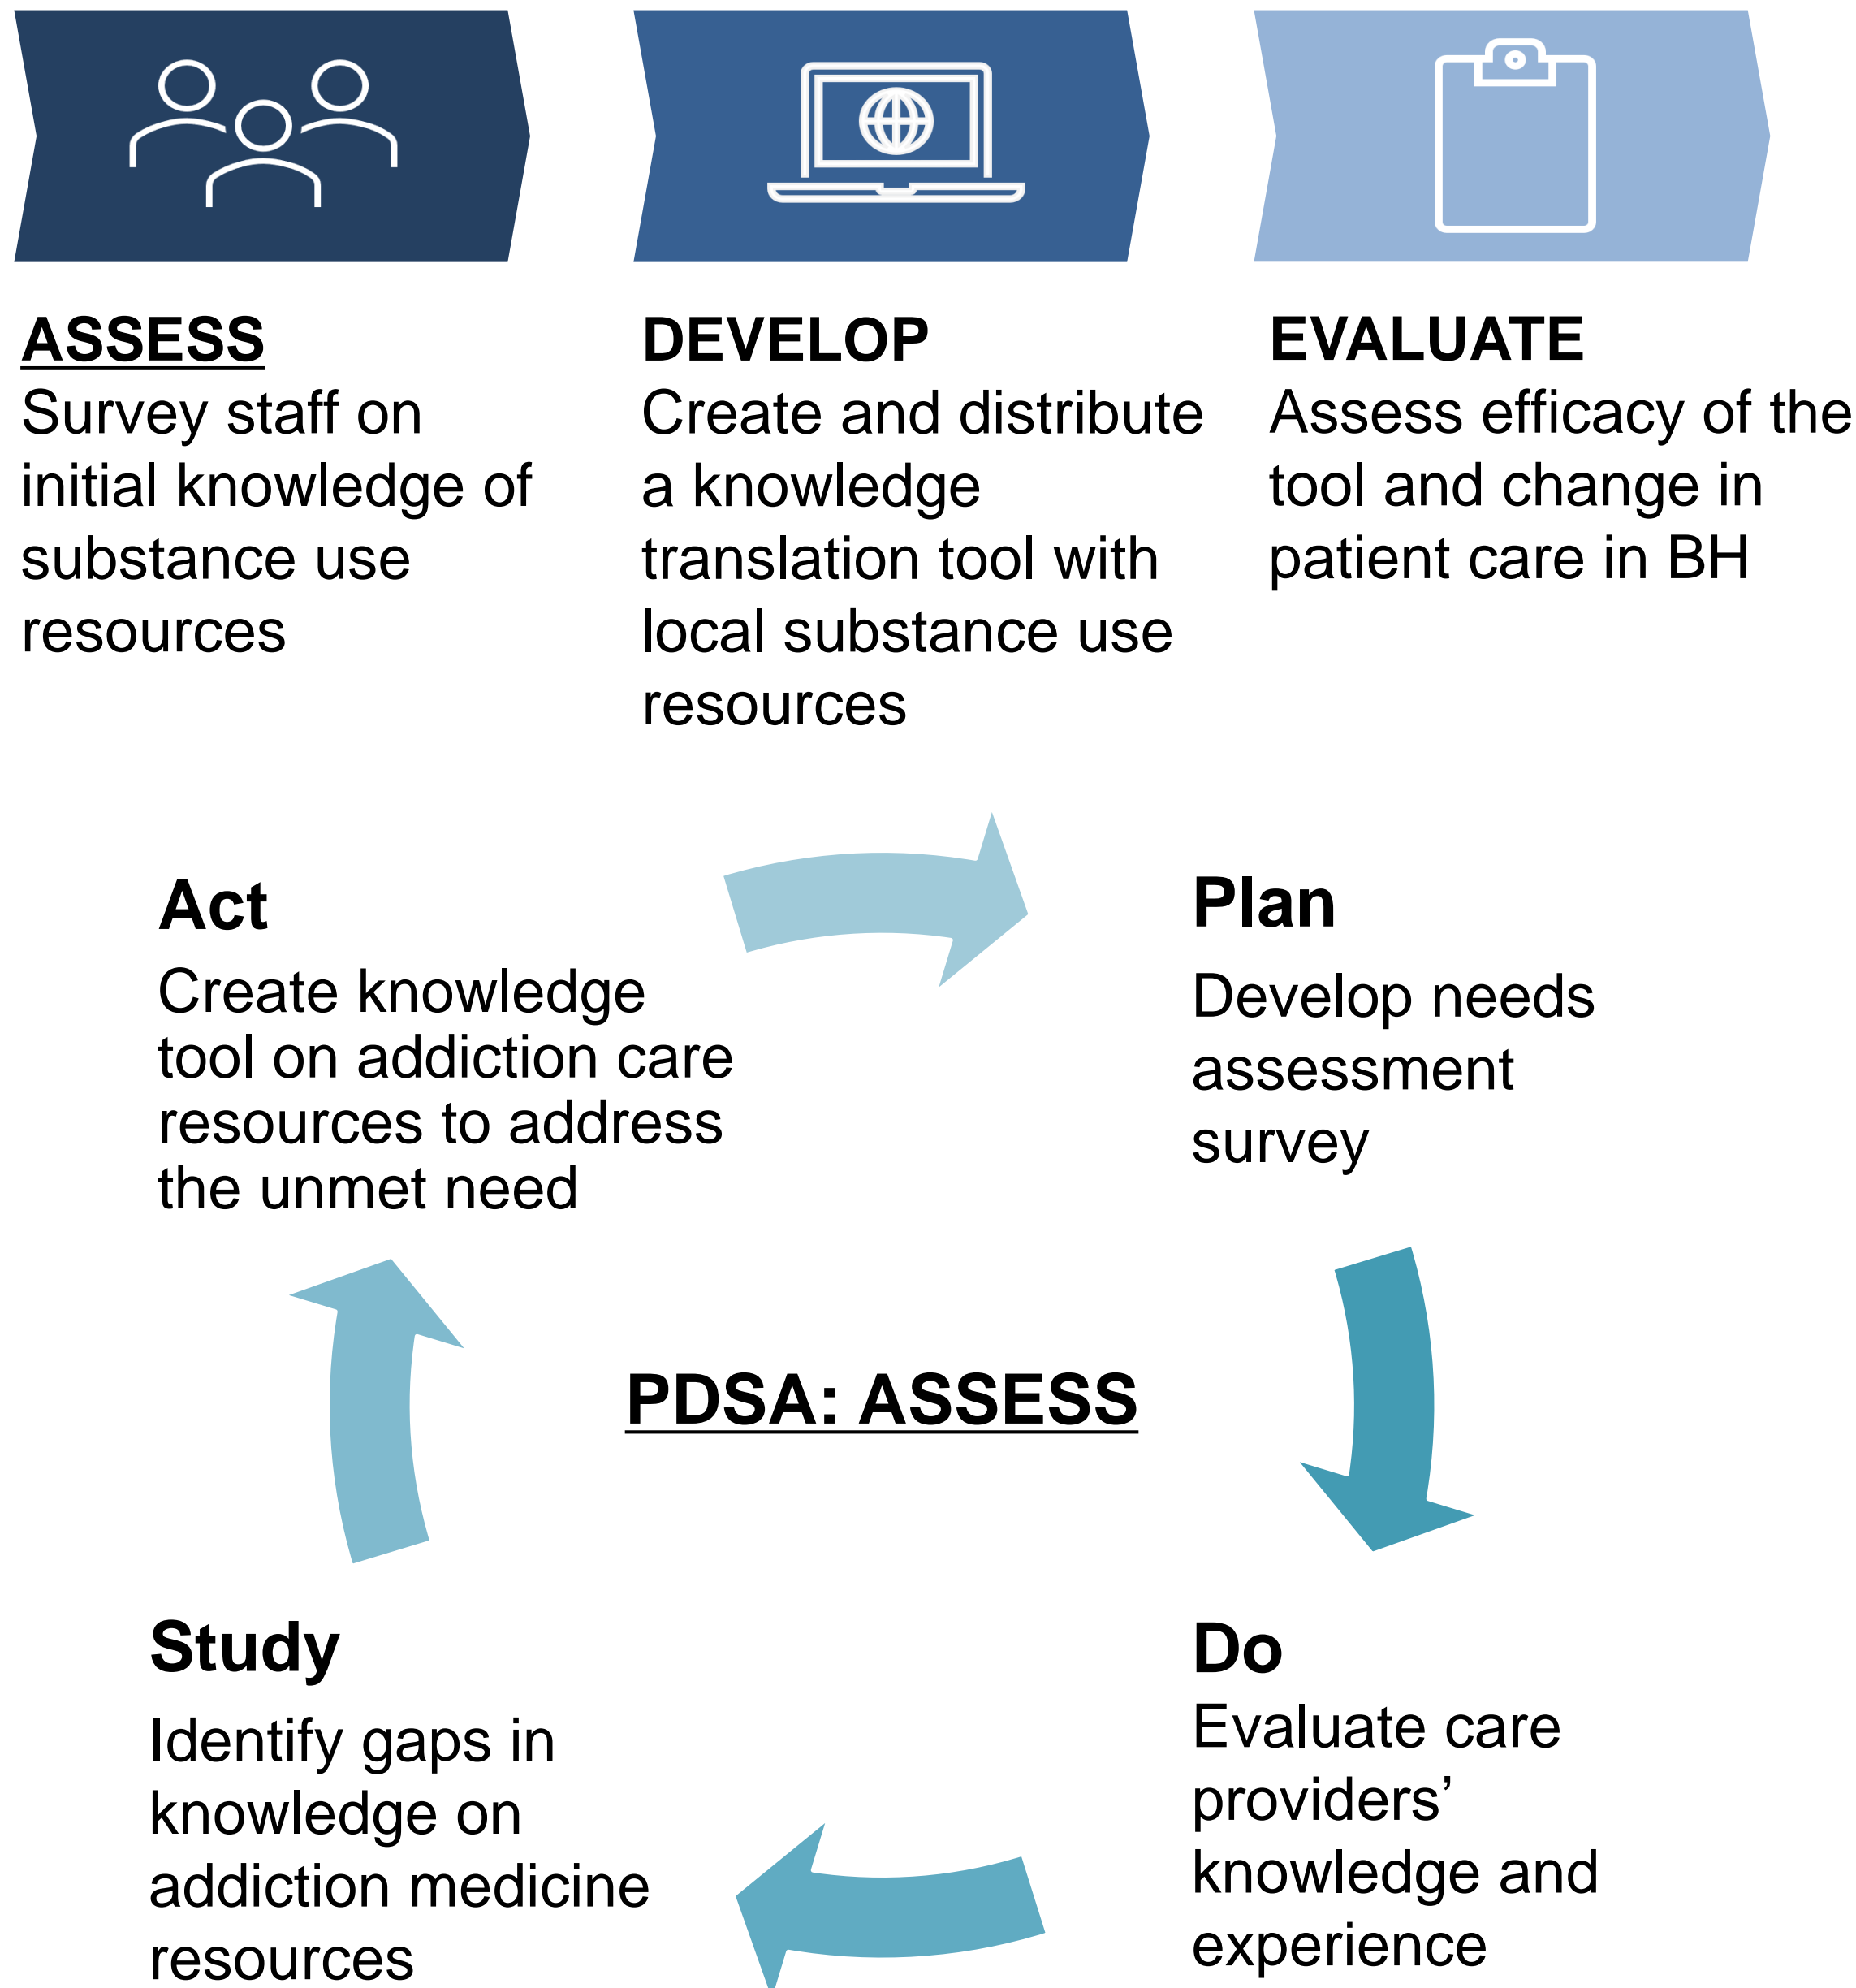 ASSESS
Survey staff on
initial knowledge of
substance use
resources
DEVELOP
Create and distribute
a knowledge
translation tool with
local substance use
resources
EVALUATE
Assess efficacy of the
tool and change in
patient care in BH
Act
Create knowledge
tool on addiction care
resources to address
the unmet need
Plan
Develop needs
assessment
survey
PDSA: ASSESS
Study
Identify gaps in
knowledge on
addiction medicine
resources
Do
Evaluate care
providers’
knowledge and
experience